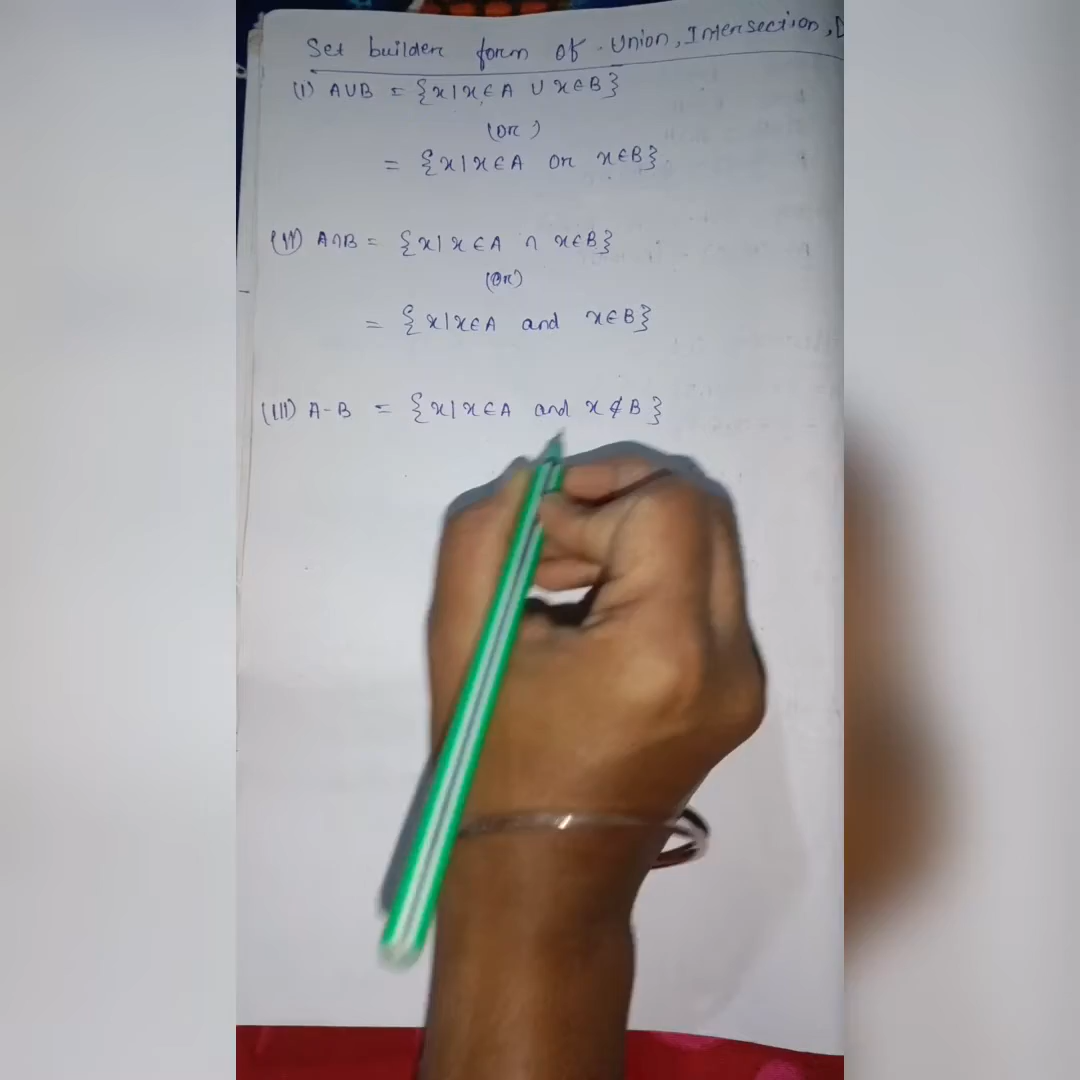 Set builder form of Union, Intersection,
(I) A∪B = {x|x∈A ∪ x∈B}
(or)
= {x|x∈A or x∈B}.
(II) A∩B = {x|x∈A ∩ x∈B}
(or)
= {x|x∈A and x∈B}
(III) A-B = {x|x∈A and x∉B}